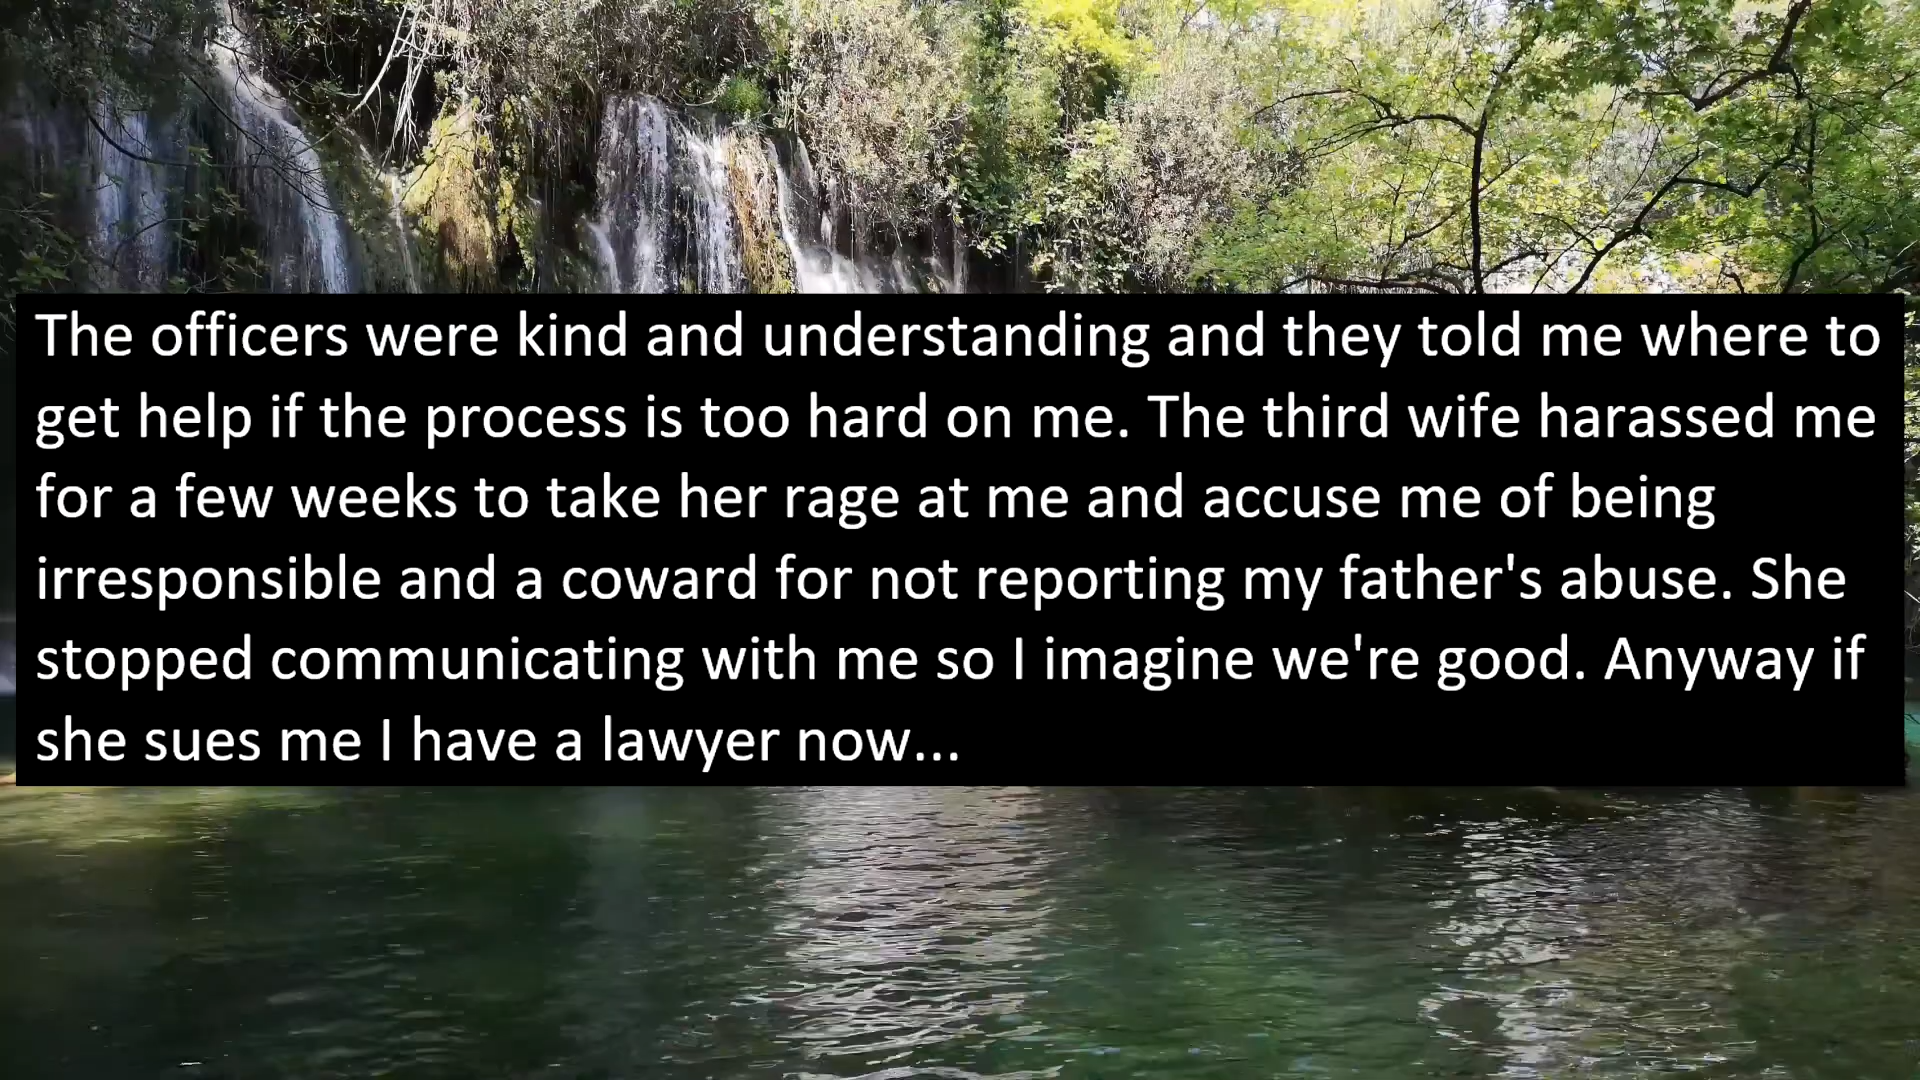 The officers were kind and understanding and they told me where to
get help if the process is too hard on me. The third wife harassed me
for a few weeks to take her rage at me and accuse me of being
irresponsible and a coward for not reporting my father's abuse. She
stopped communicating with me so I imagine we're good. Anyway if
she sues me I have a lawyer now...